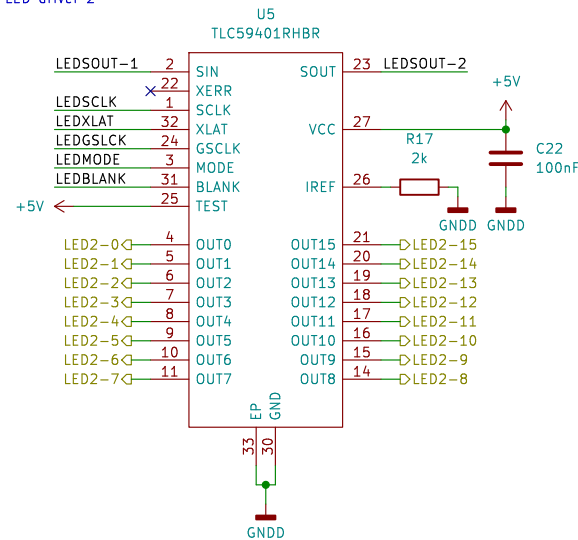 LED driver 2
U5
TLC59401RHBR
LEDSOUT-1 2 SIN SOUT 23 LEDSOUT-2
22 XERR
+5V
LEDSCLK 1 SCLK
LEDXLAT 32 XLAT VCC 27
LEDGSLCK 24 GSCLK
R17
2k
C22
100nF
LEDMODE 3 MODE
LEDBLANK 31 BLANK IREF 26
+5V 25 TEST
GNDD GNDD
LED2-0 4 OUT0 OUT15 21 LED2-15
LED2-1 5 OUT1 OUT14 20 LED2-14
LED2-2 6 OUT2 OUT13 19 LED2-13
LED2-3 7 OUT3 OUT12 18 LED2-12
LED2-4 8 OUT4 OUT11 17 LED2-11
LED2-5 9 OUT5 OUT10 16 LED2-10
LED2-6 10 OUT6 OUT9 15 LED2-9
LED2-7 11 OUT7 OUT8 14 LED2-8
EP GND
33 30
GNDD